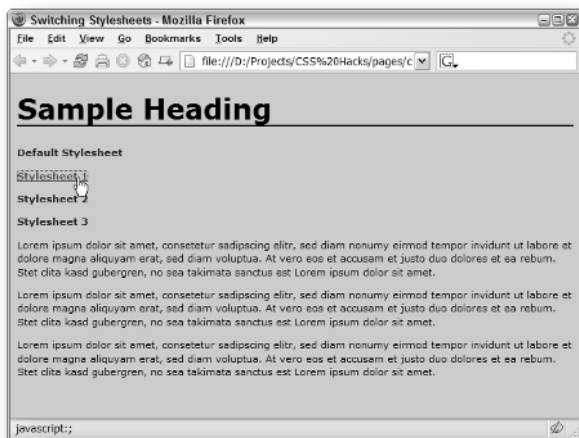 Switching Stylesheets - Mozilla Firefox
File Edit View Go Bookmarks Tools Help
file:///D:/Projects/CSS%20Hacks/pages/c G
Sample Heading
Default Stylesheet
Stylesheet 1
Stylesheet 2
Stylesheet 3
Lorem ipsum dolor sit amet, consetetur sadipscing elitr, sed diam nonumy eirmod tempor invidunt ut labore et
dolore magna aliquyam erat, sed diam voluptua. At vero eos et accusam et justo duo dolores et ea rebum.
Stet clita kasd gubergren, no sea takimata sanctus est Lorem ipsum dolor sit amet.
Lorem ipsum dolor sit amet, consetetur sadipscing elitr, sed diam nonumy eirmod tempor invidunt ut labore et
dolore magna aliquyam erat, sed diam voluptua. At vero eos et accusam et justo duo dolores et ea rebum.
Stet clita kasd gubergren, no sea takimata sanctus est Lorem ipsum dolor sit amet.
Lorem ipsum dolor sit amet, consetetur sadipscing elitr, sed diam nonumy eirmod tempor invidunt ut labore et
dolore magna aliquyam erat, sed diam voluptua. At vero eos et accusam et justo duo dolores et ea rebum.
Stet clita kasd gubergren, no sea takimata sanctus est Lorem ipsum dolor sit amet.
javascript:;